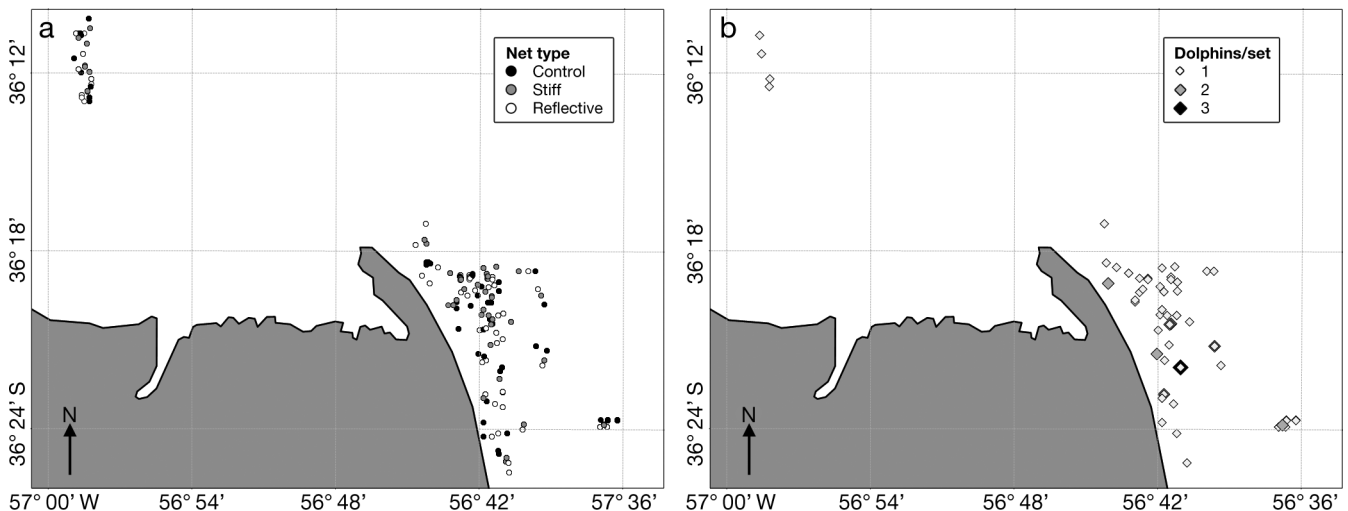 a
Net type
Control
Stiff
Reflective
36° 12'
36° 18'
36° 24' S
N
57° 00' W
56° 54'
56° 48'
56° 42'
57° 36'
b
Dolphins/set
1
2
3
36° 12'
36° 18'
36° 24' S
N
57° 00' W
56° 54'
56° 48'
56° 42'
56° 36'